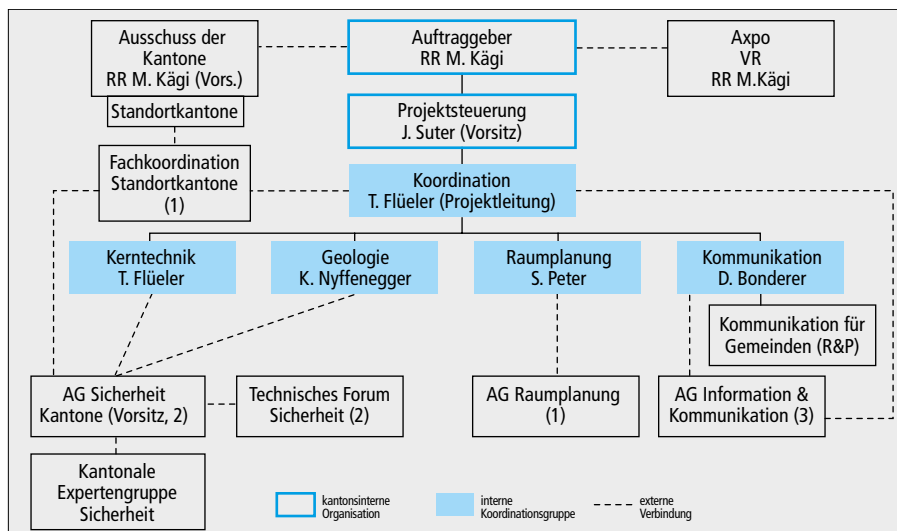 Ausschuss der
Kantone
RR M. Kägi (Vors.)
Standortkantone
Auftraggeber
RR M. Kägi
Axpo
VR
RR M.Kägi
Projektsteuerung
J. Suter (Vorsitz)
Fachkoordination
Standortkantone
(1)
Koordination
T. Flüeler (Projektleitung)
Kerntechnik
T. Flüeler
Geologie
K. Nyffenegger
Raumplanung
S. Peter
Kommunikation
D. Bonderer
Kommunikation für
Gemeinden (R&P)
AG Sicherheit
Kantone (Vorsitz, 2)
Technisches Forum
Sicherheit (2)
AG Raumplanung
(1)
AG Information &
Kommunikation (3)
Kantonale
Expertengruppe
Sicherheit
kantonsinterne
Organisation
interne
Koordinationsgruppe
externe
Verbindung